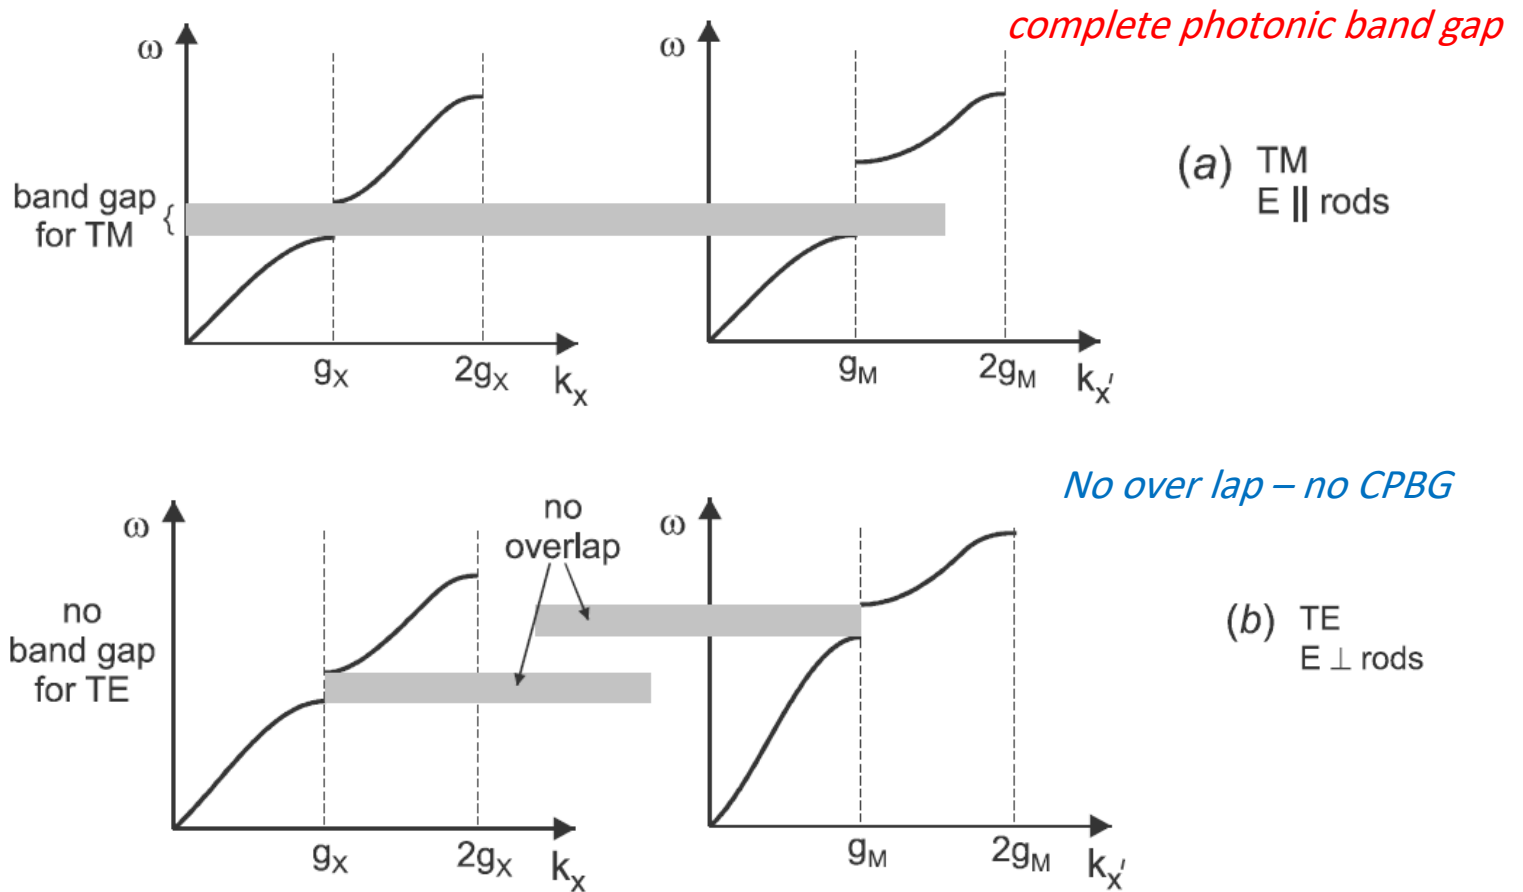 complete photonic band gap
ω
ω
(a) TM
E || rods
band gap
for TM {
gX
2gX
kx
gM
2gM
kx'
No over lap – no CPBG
no
overlap
ω
ω
no
band gap
for TE
(b) TE
E ⊥ rods
gX
2gX
kx
gM
2gM
kx'